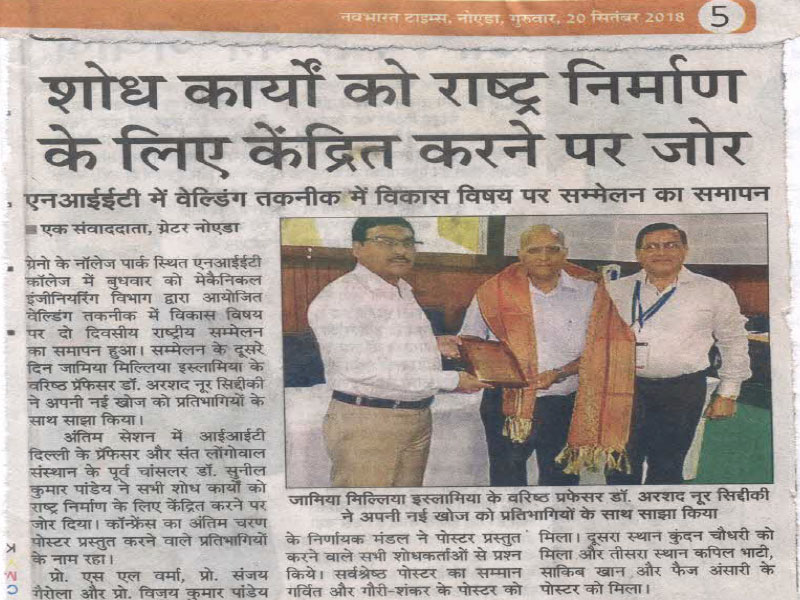 नवभारत टाइम्स, नोएडा, गुरुवार, 20 सितंबर 2018 5
शोध कार्यों को राष्ट्र निर्माण
के लिए केंद्रित करने पर जोर
एनआईईटी में वेल्डिंग तकनीक में विकास विषय पर सम्मेलन का समापन
एक संवाददाता, ग्रेटर नोएडा
ग्रेनो के नॉलेज पार्क स्थित एनआईईटी
कॉलेज में बुधवार को मेकैनिकल
इंजीनियरिंग विभाग द्वारा आयोजित
वेल्डिंग तकनीक में विकास विषय
पर दो दिवसीय राष्ट्रीय सम्मेलन
का समापन हुआ। सम्मेलन के दूसरे
दिन जामिया मिल्लिया इस्लामिया के
वरिष्ठ प्रफेसर डॉ. अरशद नूर सिद्दीकी
ने अपनी नई खोज को प्रतिभागियों के
साथ साझा किया।
अंतिम सेशन में आईआईटी
दिल्ली के प्रफेसर और संत लोंगोवाल
संस्थान के पूर्व चांसलर डॉ. सुनील
कुमार पांडेय ने सभी शोध कार्यों को
राष्ट्र निर्माण के लिए केंद्रित करने पर
जोर दिया। कॉन्फ्रेंस का अंतिम चरण
पोस्टर प्रस्तुत करने वाले प्रतिभागियों
के नाम रहा।
प्रो. एस एल वर्मा, प्रो. संजय
गैरोला और प्रो. विजय कुमार पांडेय
जामिया मिल्लिया इस्लामिया के वरिष्ठ प्रफेसर डॉ. अरशद नूर सिद्दीकी
ने अपनी नई खोज को प्रतिभागियों के साथ साझा किया
के निर्णायक मंडल ने पोस्टर प्रस्तुत
करने वाले सभी शोधकर्ताओं से प्रश्न
किये। सर्वश्रेष्ठ पोस्टर का सम्मान
गर्वित और गौरी-शंकर के पोस्टर को
मिला। दूसरा स्थान कुंदन चौधरी को
मिला और तीसरा स्थान कपिल भाटी,
साकिब खान और फैज अंसारी के
पोस्टर को मिला।
K
Y
M
C